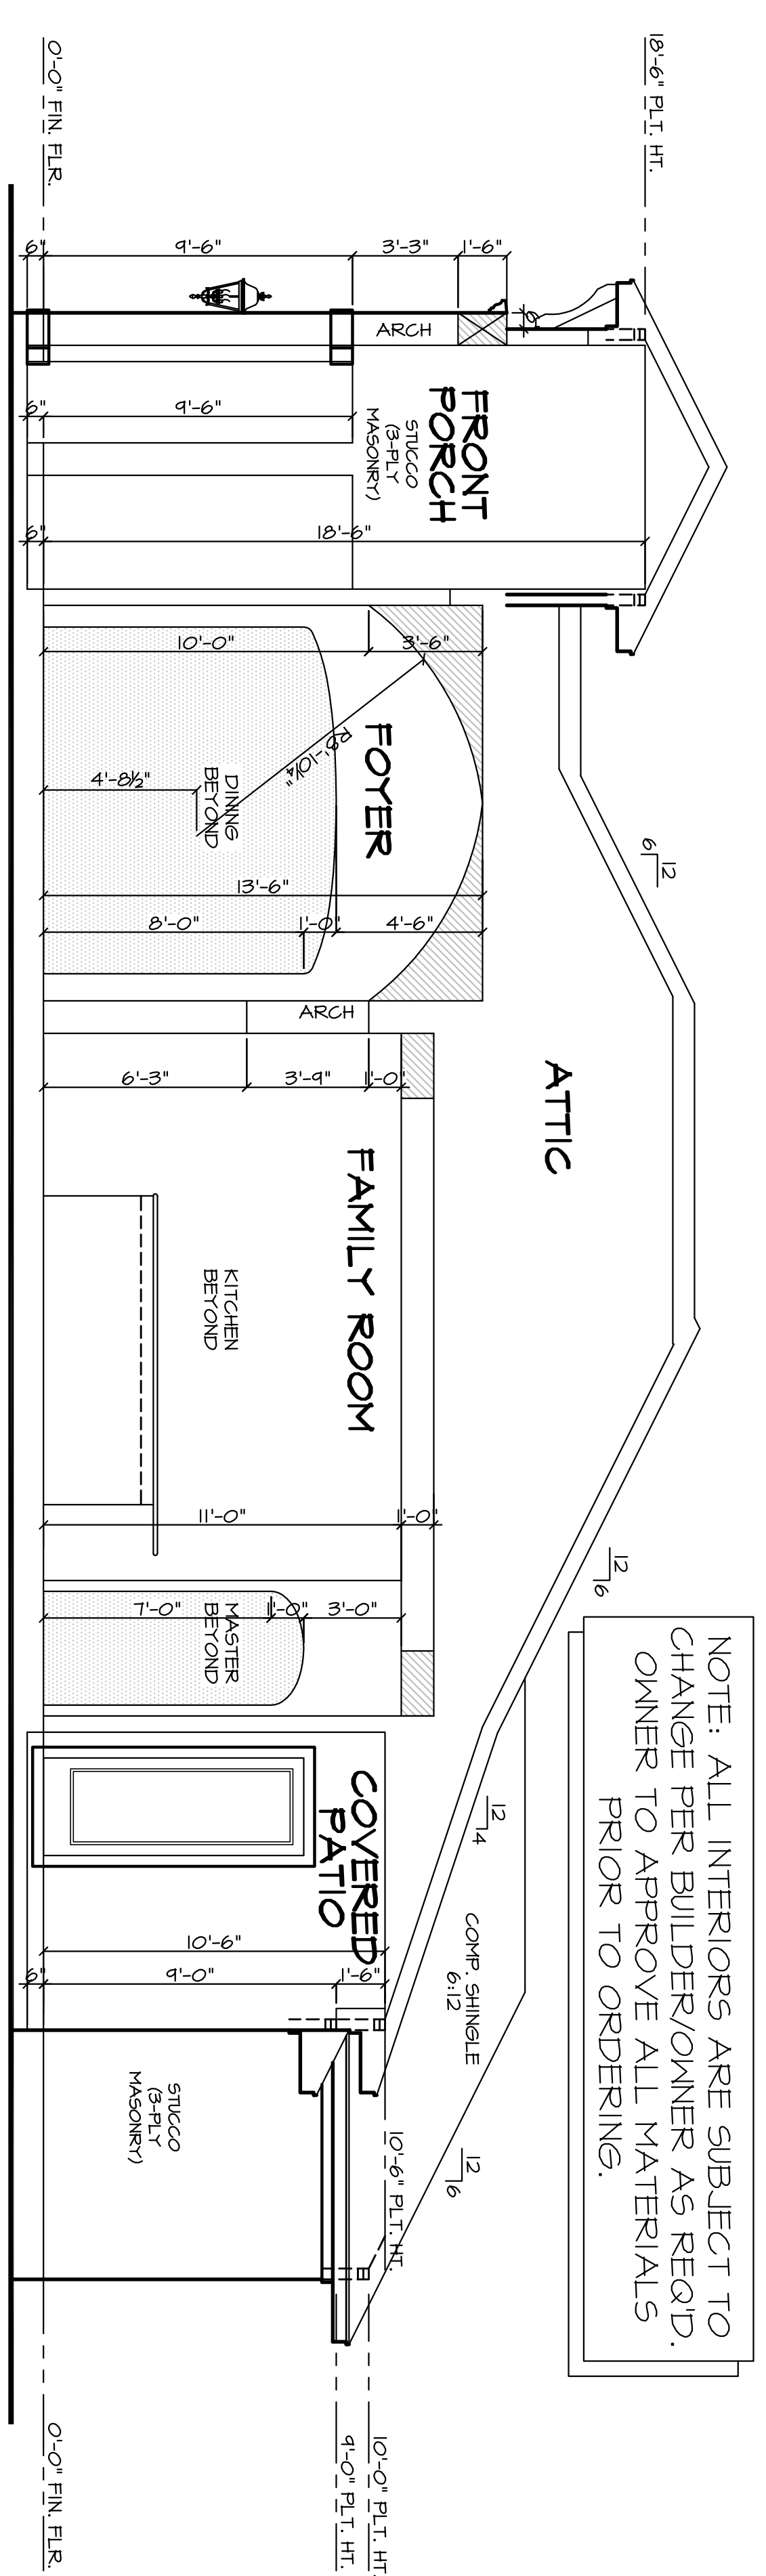 18'-6" PLT. HT.
0'-0" FIN. FLR.
6"
9'-6"
3'-3"
1'-6"
6"
ARCH
FRONT
PORCH
STUCCO
(3-PLY
MASONRY)
6"
9'-6"
6"
18'-6"
10'-0"
3'-6"
FOYER
R8'-10¼"
DINING
BEYOND
4'-8½"
13'-6"
8'-0"
1'-0"
4'-6"
12
6
ARCH
6'-3"
3'-9"
1'-0"
ATTIC
FAMILY ROOM
KITCHEN
BEYOND
11'-0"
1'-0"
12
6
7'-0"
1'-0"
3'-0"
MASTER
BEYOND
NOTE: ALL INTERIORS ARE SUBJECT TO
CHANGE PER BUILDER/OWNER AS REQ'D.
OWNER TO APPROVE ALL MATERIALS
PRIOR TO ORDERING.
COVERED
PATIO
12
4
COMP. SHINGLE
6:12
10'-6"
6"
9'-0"
1'-6"
STUCCO
(3-PLY
MASONRY)
12
6
10'-6" PLT. HT.
10'-0" PLT. HT.
9'-0" PLT. HT.
0'-0" FIN. FLR.